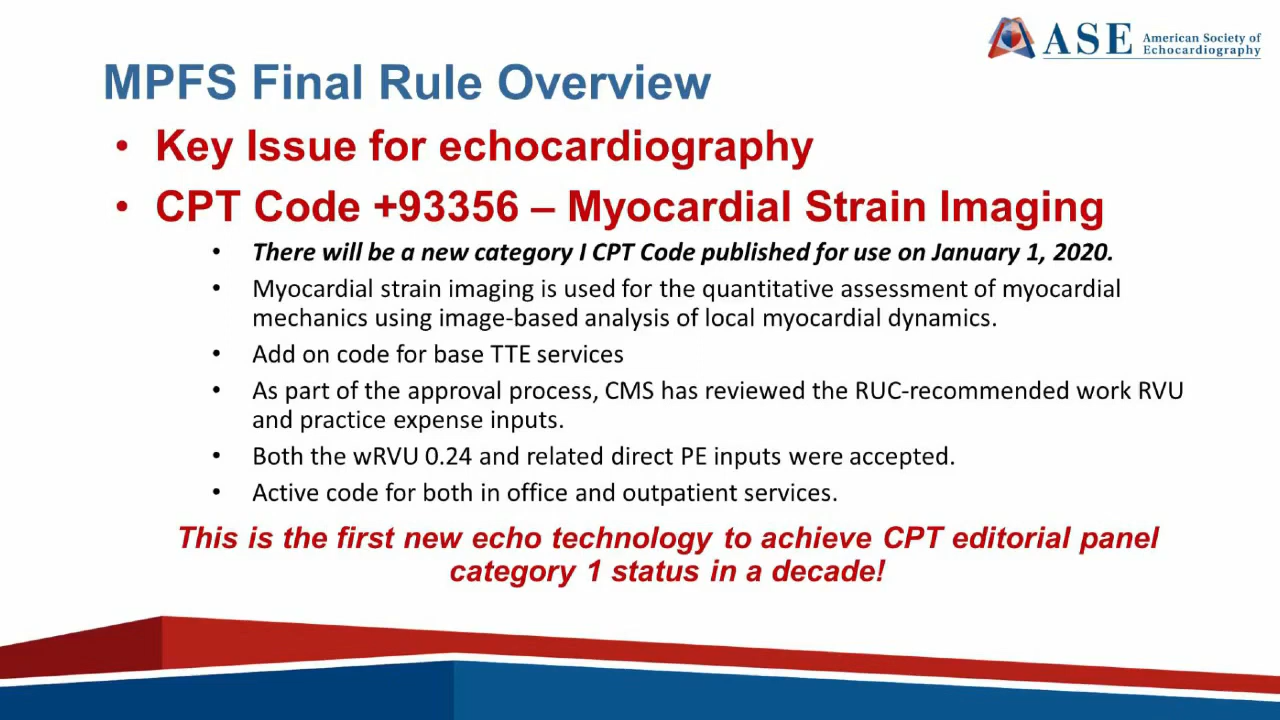 ASE American Society of
Echocardiography
MPFS Final Rule Overview
• Key Issue for echocardiography
• CPT Code +93356 – Myocardial Strain Imaging
• There will be a new category I CPT Code published for use on January 1, 2020.
• Myocardial strain imaging is used for the quantitative assessment of myocardial
mechanics using image-based analysis of local myocardial dynamics.
• Add on code for base TTE services
• As part of the approval process, CMS has reviewed the RUC-recommended work RVU
and practice expense inputs.
• Both the wRVU 0.24 and related direct PE inputs were accepted.
• Active code for both in office and outpatient services.
This is the first new echo technology to achieve CPT editorial panel
category 1 status in a decade!